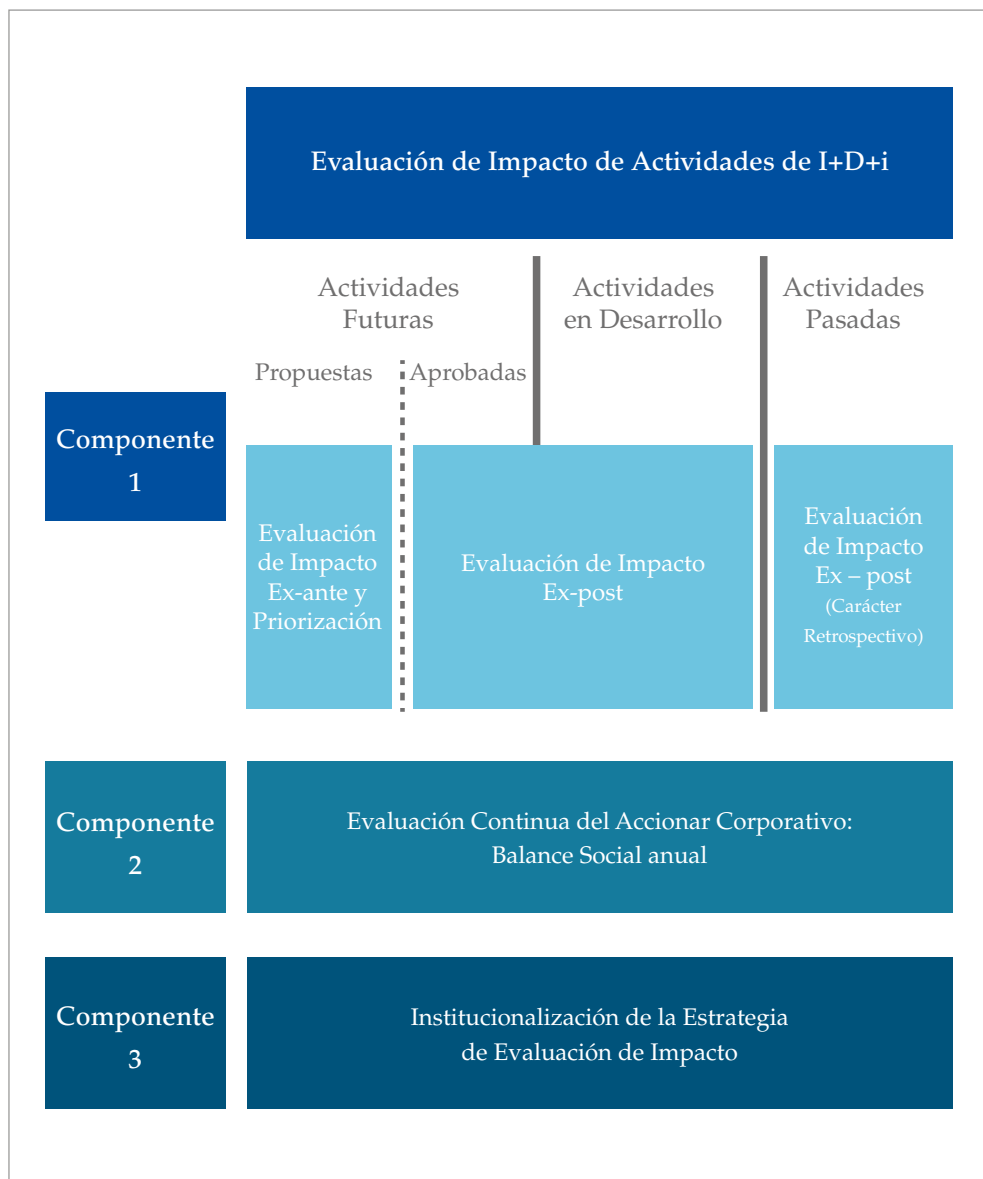 Evaluación de Impacto de Actividades de I+D+i
Actividades
Futuras
Actividades
en Desarrollo
Actividades
Pasadas
Propuestas
Aprobadas
Componente
1
Evaluación
de Impacto
Ex-ante y
Priorización
Evaluación de Impacto
Ex-post
Evaluación
de Impacto
Ex – post
(Carácter
Retrospectivo)
Componente
2
Evaluación Continua del Accionar Corporativo:
Balance Social anual
Componente
3
Institucionalización de la Estrategia
de Evaluación de Impacto